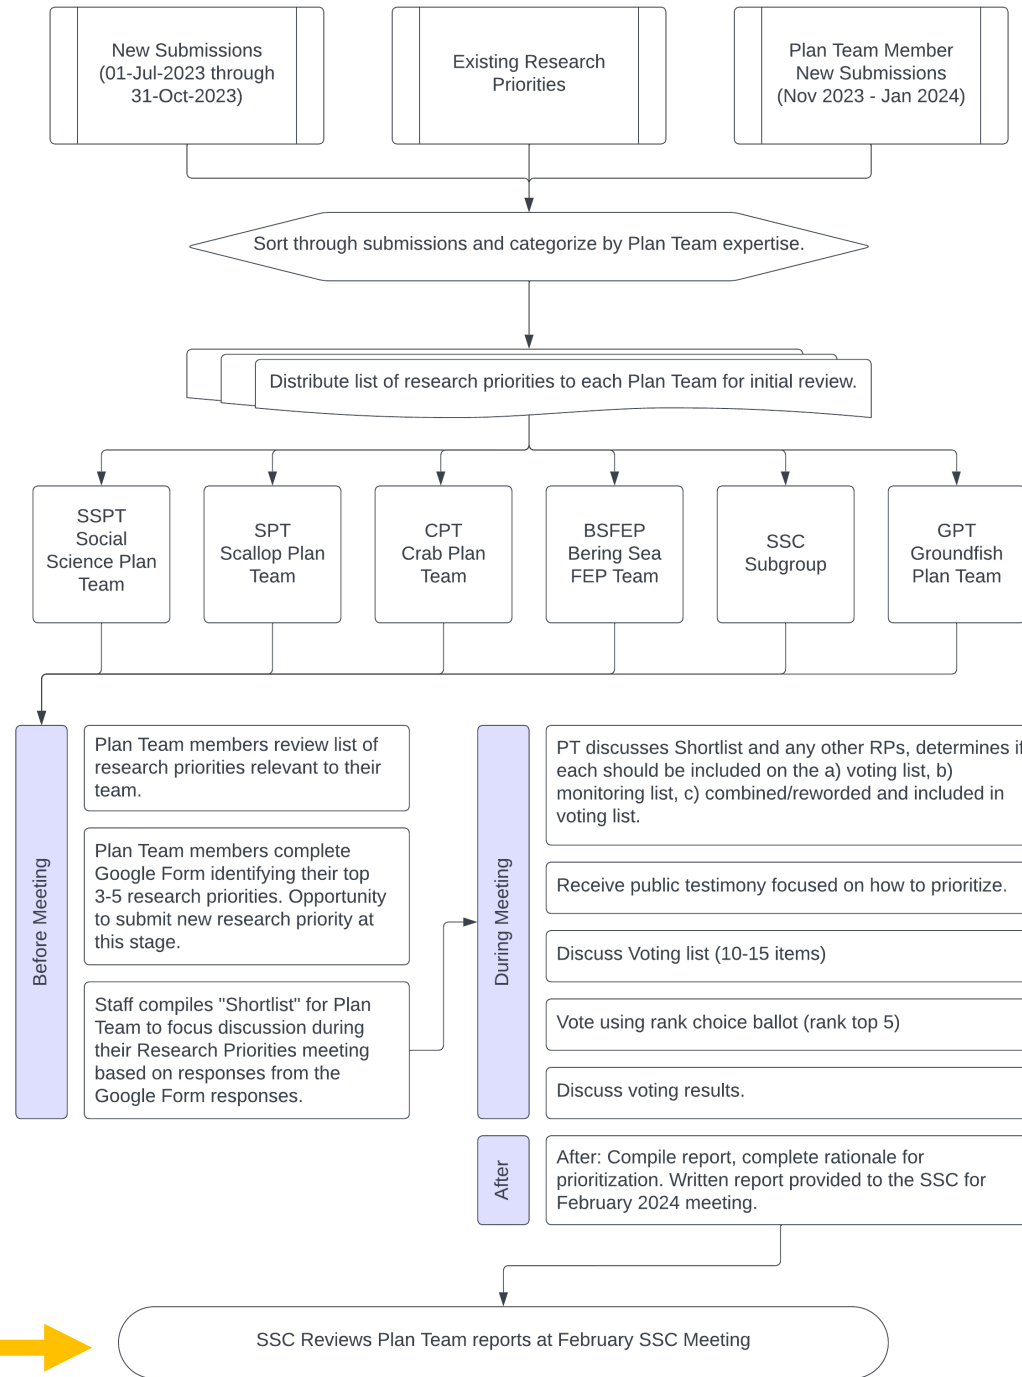 New Submissions
(01-Jul-2023 through
31-Oct-2023)
Existing Research
Priorities
Plan Team Member
New Submissions
(Nov 2023 - Jan 2024)
Sort through submissions and categorize by Plan Team expertise.
Distribute list of research priorities to each Plan Team for initial review.
SSPT
Social
Science Plan
Team
SPT
Scallop Plan
Team
CPT
Crab Plan
Team
BSFEP
Bering Sea
FEP Team
SSC
Subgroup
GPT
Groundfish
Plan Team
Before Meeting
Plan Team members review list of
research priorities relevant to their
team.
Plan Team members complete
Google Form identifying their top
3-5 research priorities. Opportunity
to submit new research priority at
this stage.
Staff compiles "Shortlist" for Plan
Team to focus discussion during
their Research Priorities meeting
based on responses from the
Google Form responses.
During Meeting
PT discusses Shortlist and any other RPs, determines if
each should be included on the a) voting list, b)
monitoring list, c) combined/reworded and included in
voting list.
Receive public testimony focused on how to prioritize.
Discuss Voting list (10-15 items)
Vote using rank choice ballot (rank top 5)
Discuss voting results.
After
After: Compile report, complete rationale for
prioritization. Written report provided to the SSC for
February 2024 meeting.
SSC Reviews Plan Team reports at February SSC Meeting